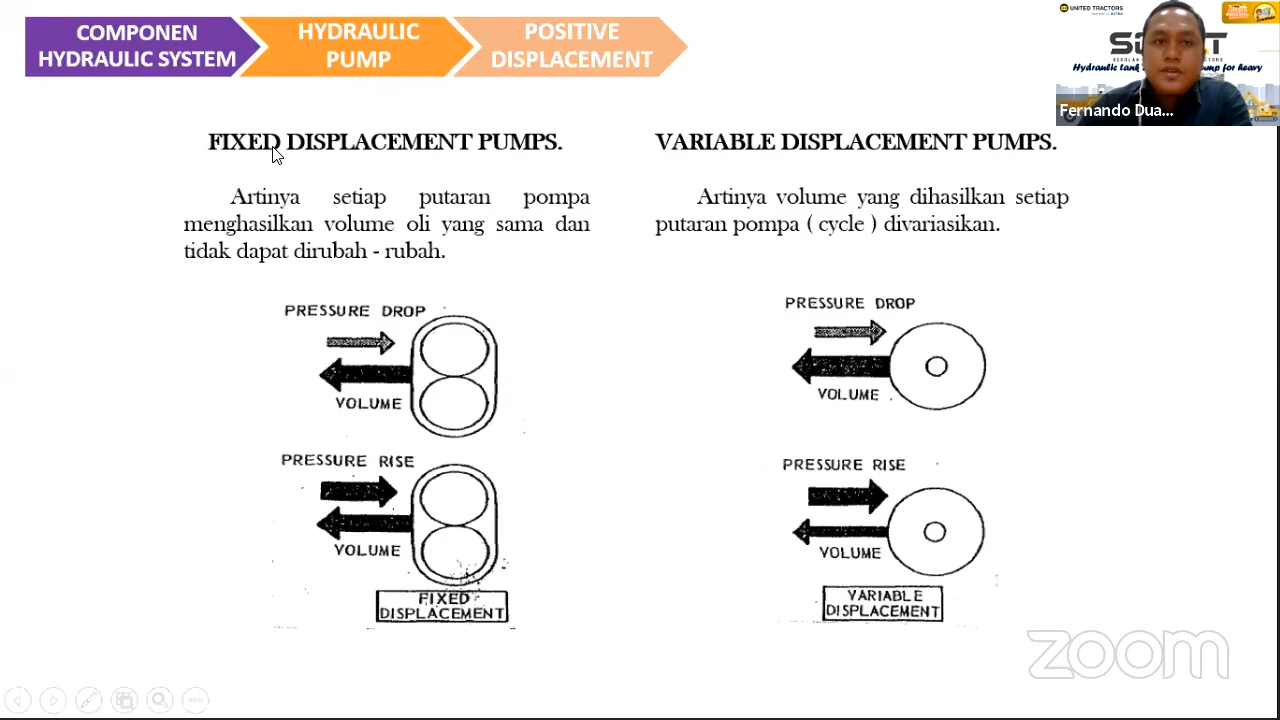 COMPONEN
HYDRAULIC SYSTEM
HYDRAULIC
PUMP
POSITIVE
DISPLACEMENT
UNITED TRACTORS
Fernando Dua...
FIXED DISPLACEMENT PUMPS.
Artinya setiap putaran pompa
menghasilkan volume oli yang sama dan
tidak dapat dirubah - rubah.
PRESSURE DROP
VOLUME
PRESSURE RISE
VOLUME
FIXED
DISPLACEMENT
VARIABLE DISPLACEMENT PUMPS.
Artinya volume yang dihasilkan setiap
putaran pompa ( cycle ) divariasikan.
PRESSURE DROP
VOLUME
PRESSURE RISE
VOLUME
VARIABLE
DISPLACEMENT
zoom